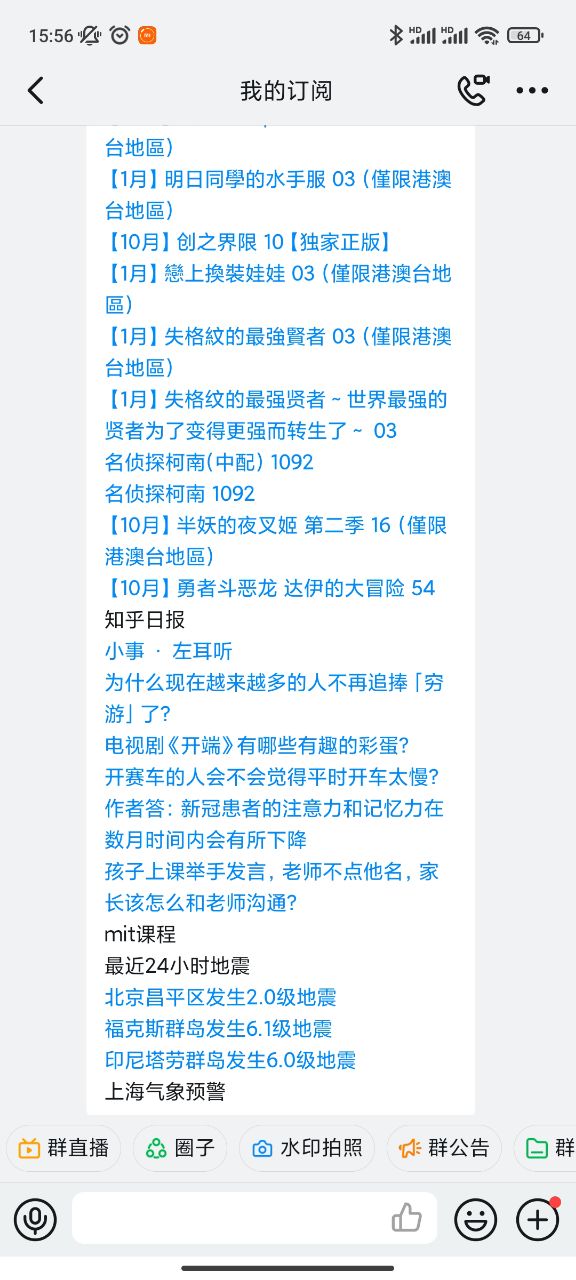 15:56
HD HD 64
我的订阅
台地區）
【1月】明日同學的水手服 03（僅限港澳
台地區）
【10月】创之界限 10【独家正版】
【1月】戀上換裝娃娃 03（僅限港澳台地
區）
【1月】失格紋的最強賢者 03（僅限港澳
台地區）
【1月】失格纹的最强贤者～世界最强的
贤者为了变得更强而转生了～ 03
名侦探柯南(中配) 1092
名侦探柯南 1092
【10月】半妖的夜叉姬 第二季 16（僅限
港澳台地區）
【10月】勇者斗恶龙 达伊的大冒险 54
知乎日报
小事 · 左耳听
为什么现在越来越多的人不再追捧「穷
游」了?
电视剧《开端》有哪些有趣的彩蛋?
开赛车的人会不会觉得平时开车太慢?
作者答：新冠患者的注意力和记忆力在
数月时间内会有所下降
孩子上课举手发言，老师不点他名，家
长该怎么和老师沟通?
mit课程
最近24小时地震
北京昌平区发生2.0级地震
福克斯群岛发生6.1级地震
印尼塔劳群岛发生6.0级地震
上海气象预警
群直播 圈子 水印拍照 群公告 群